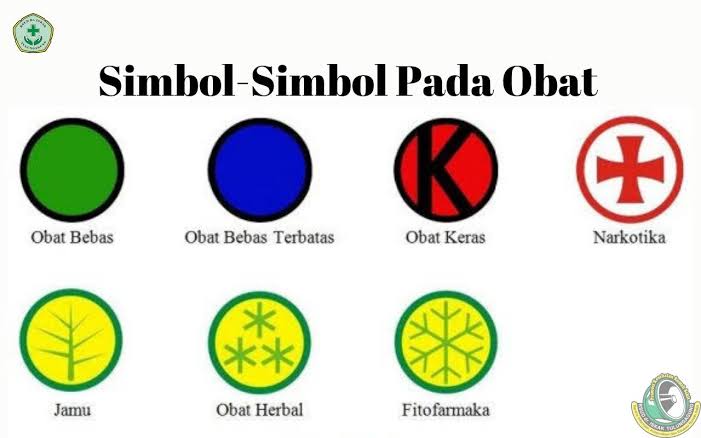 Simbol-Simbol Pada Obat
K
Obat Bebas
Obat Bebas Terbatas
Obat Keras
Narkotika
Jamu
Obat Herbal
Fitofarmaka